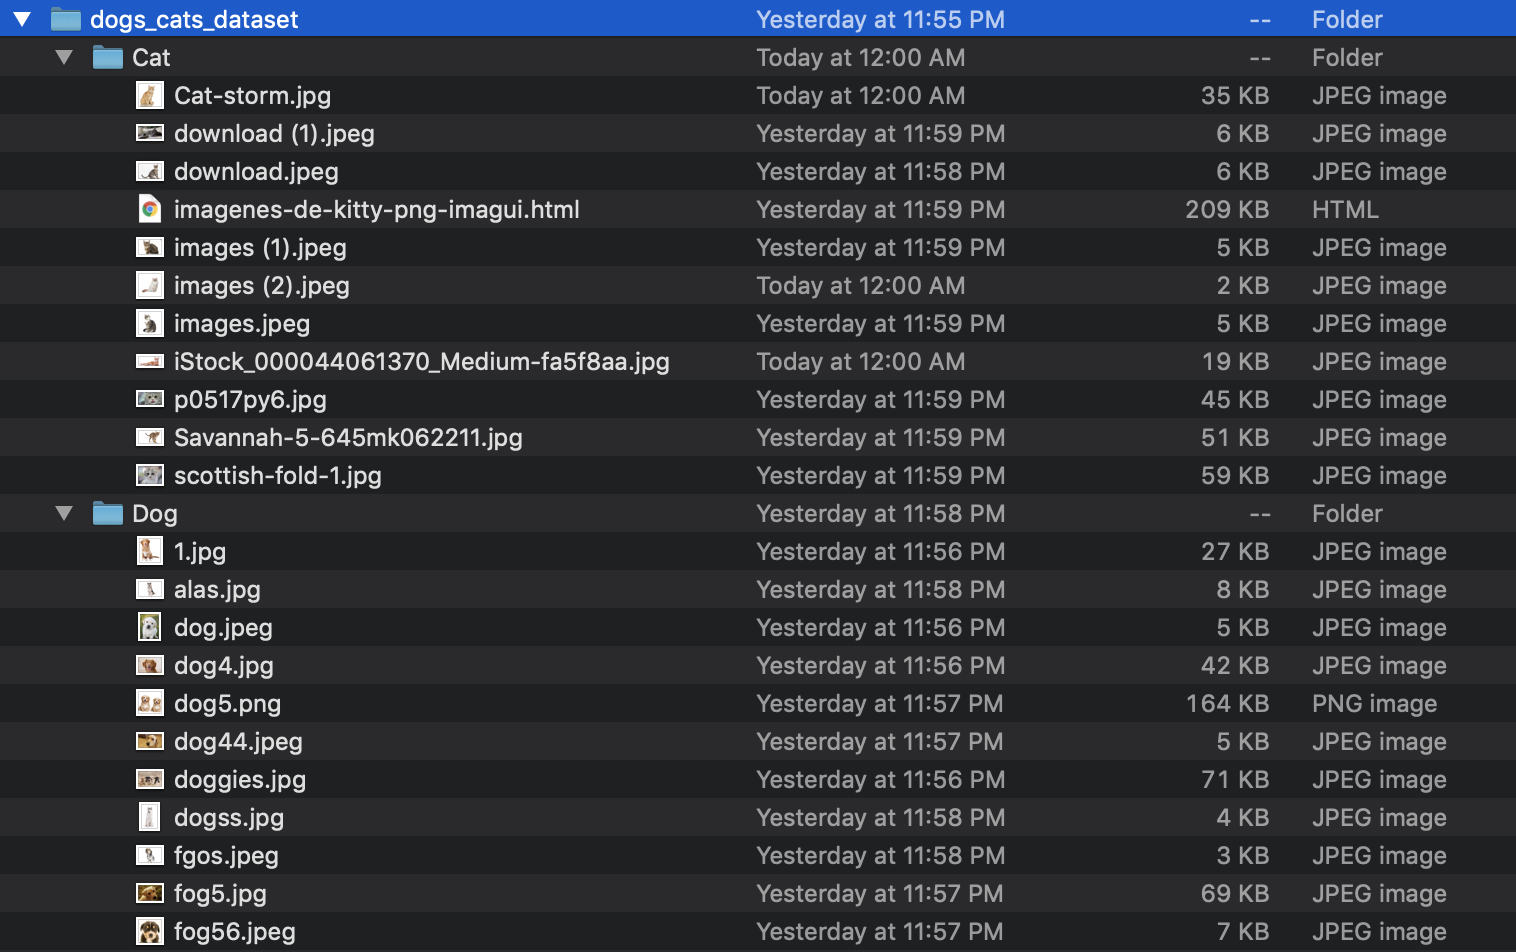 dogs_cats_dataset Yesterday at 11:55 PM -- Folder
Cat Today at 12:00 AM -- Folder
Cat-storm.jpg Today at 12:00 AM 35 KB JPEG image
download (1).jpeg Yesterday at 11:59 PM 6 KB JPEG image
download.jpeg Yesterday at 11:58 PM 6 KB JPEG image
imagenes-de-kitty-png-imagui.html Yesterday at 11:59 PM 209 KB HTML
images (1).jpeg Yesterday at 11:59 PM 5 KB JPEG image
images (2).jpeg Today at 12:00 AM 2 KB JPEG image
images.jpeg Yesterday at 11:59 PM 5 KB JPEG image
iStock_000044061370_Medium-fa5f8aa.jpg Today at 12:00 AM 19 KB JPEG image
p0517py6.jpg Yesterday at 11:59 PM 45 KB JPEG image
Savannah-5-645mk062211.jpg Yesterday at 11:59 PM 51 KB JPEG image
scottish-fold-1.jpg Yesterday at 11:59 PM 59 KB JPEG image
Dog Yesterday at 11:58 PM -- Folder
1.jpg Yesterday at 11:56 PM 27 KB JPEG image
alas.jpg Yesterday at 11:58 PM 8 KB JPEG image
dog.jpeg Yesterday at 11:56 PM 5 KB JPEG image
dog4.jpg Yesterday at 11:56 PM 42 KB JPEG image
dog5.png Yesterday at 11:57 PM 164 KB PNG image
dog44.jpeg Yesterday at 11:57 PM 5 KB JPEG image
doggies.jpg Yesterday at 11:56 PM 71 KB JPEG image
dogss.jpg Yesterday at 11:58 PM 4 KB JPEG image
fgos.jpeg Yesterday at 11:58 PM 3 KB JPEG image
fog5.jpg Yesterday at 11:57 PM 69 KB JPEG image
fog56.jpeg Yesterday at 11:57 PM 7 KB JPEG image